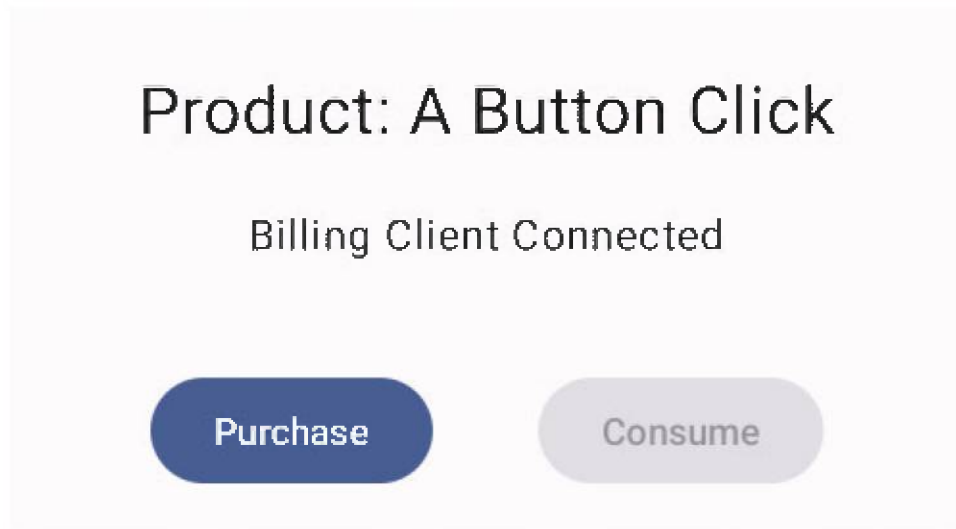 Product: A Button Click
Billing Client Connected
Purchase
Consume